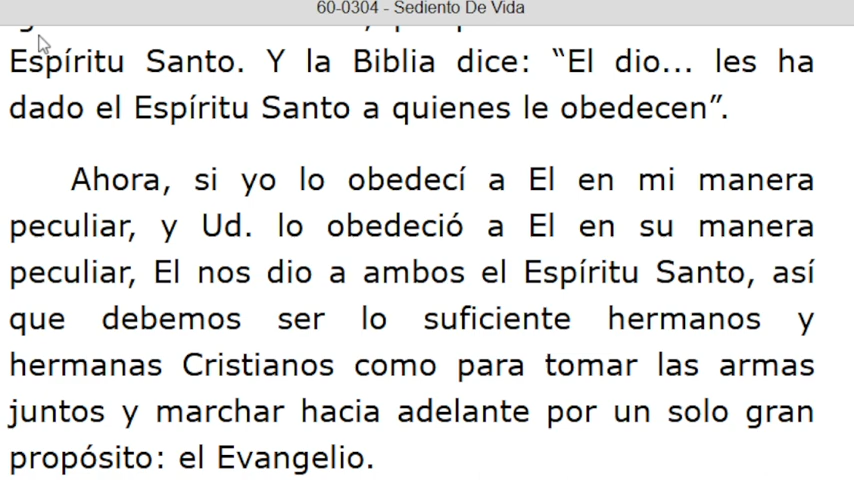 60-0304 - Sediento De Vida
Espíritu Santo. Y la Biblia dice: “El dio... les ha
dado el Espíritu Santo a quienes le obedecen”.
Ahora, si yo lo obedecí a El en mi manera
peculiar, y Ud. lo obedeció a El en su manera
peculiar, El nos dio a ambos el Espíritu Santo, así
que debemos ser lo suficiente hermanos y
hermanas Cristianos como para tomar las armas
juntos y marchar hacia adelante por un solo gran
propósito: el Evangelio.